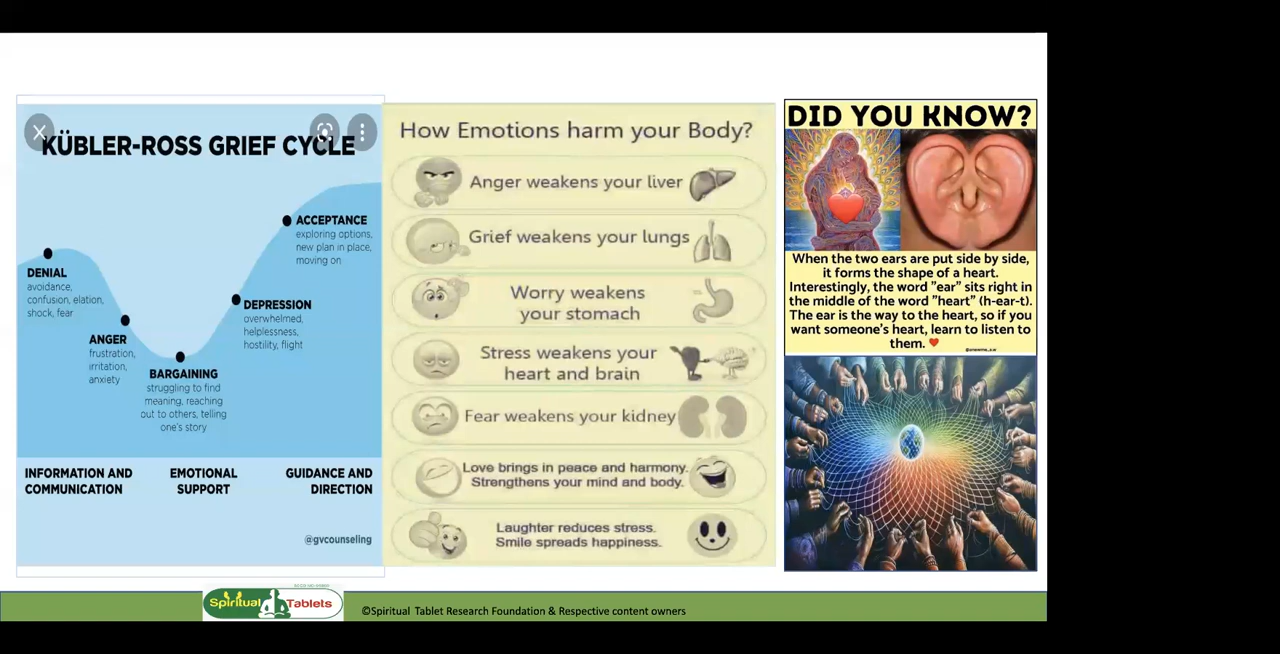 KÜBLER-ROSS GRIEF CYCLE
DENIAL
avoidance,
confusion, elation,
shock, fear
ANGER
frustration,
irritation,
anxiety
BARGAINING
struggling to find
meaning, reaching
out to others, telling
one's story
DEPRESSION
overwhelmed,
helplessness,
hostility, flight
ACCEPTANCE
exploring options,
new plan in place,
moving on
INFORMATION AND
COMMUNICATION
EMOTIONAL
SUPPORT
GUIDANCE AND
DIRECTION
@gvcounseling
How Emotions harm your Body?
Anger weakens your liver
Grief weakens your lungs
Worry weakens
your stomach
Stress weakens your
heart and brain
Fear weakens your kidney
Love brings in peace and harmony.
Strengthens your mind and body.
Laughter reduces stress.
Smile spreads happiness.
DID YOU KNOW?
When the two ears are put side by side,
it forms the shape of a heart.
Interestingly, the word "ear" sits right in
the middle of the word "heart" (h-ear-t).
The ear is the way to the heart, so if you
want someone's heart, learn to listen to
them.
Spiritual Tablets
©Spiritual Tablet Research Foundation & Respective content owners